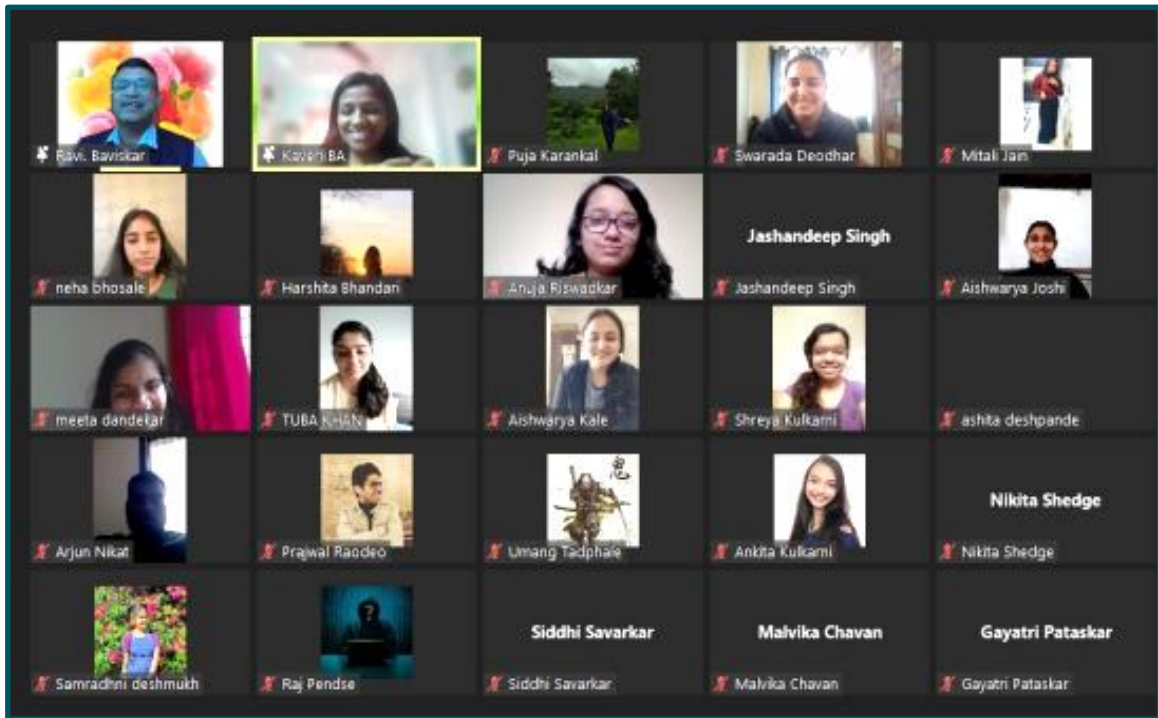 Ravi. Baviskar
Kaveri BA
Puja Karankal
Swarada Deodhar
Mitali Jain
neha bhosale
Harshita Bhandari
Anuja Riswadkar
Jashandeep Singh
Jashandeep Singh
Aishwarya Joshi
meeta dandekar
TUBA KHAN
Aishwarya Kale
Shreya Kulkarni
ashita deshpande
Arjun Nikat
Prajwal Raodeo
鬼
Umang Tadphale
Ankita Kulkarni
Nikita Shedge
Nikita Shedge
Samradhni deshmukh
?
Raj Pendse
Siddhi Savarkar
Siddhi Savarkar
Malvika Chavan
Malvika Chavan
Gayatri Pataskar
Gayatri Pataskar